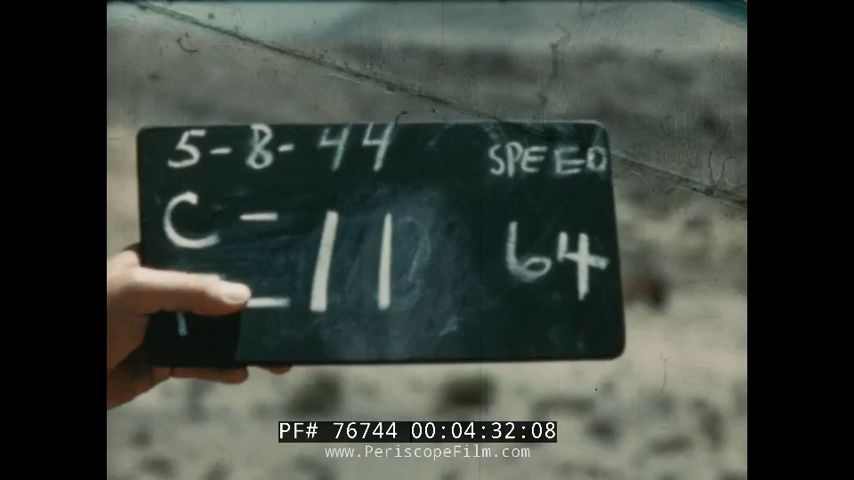 5-8-44 SPEED
C - 11 64
-
PF# 76744 00:04:32:08
www.PeriscopeFilm.com